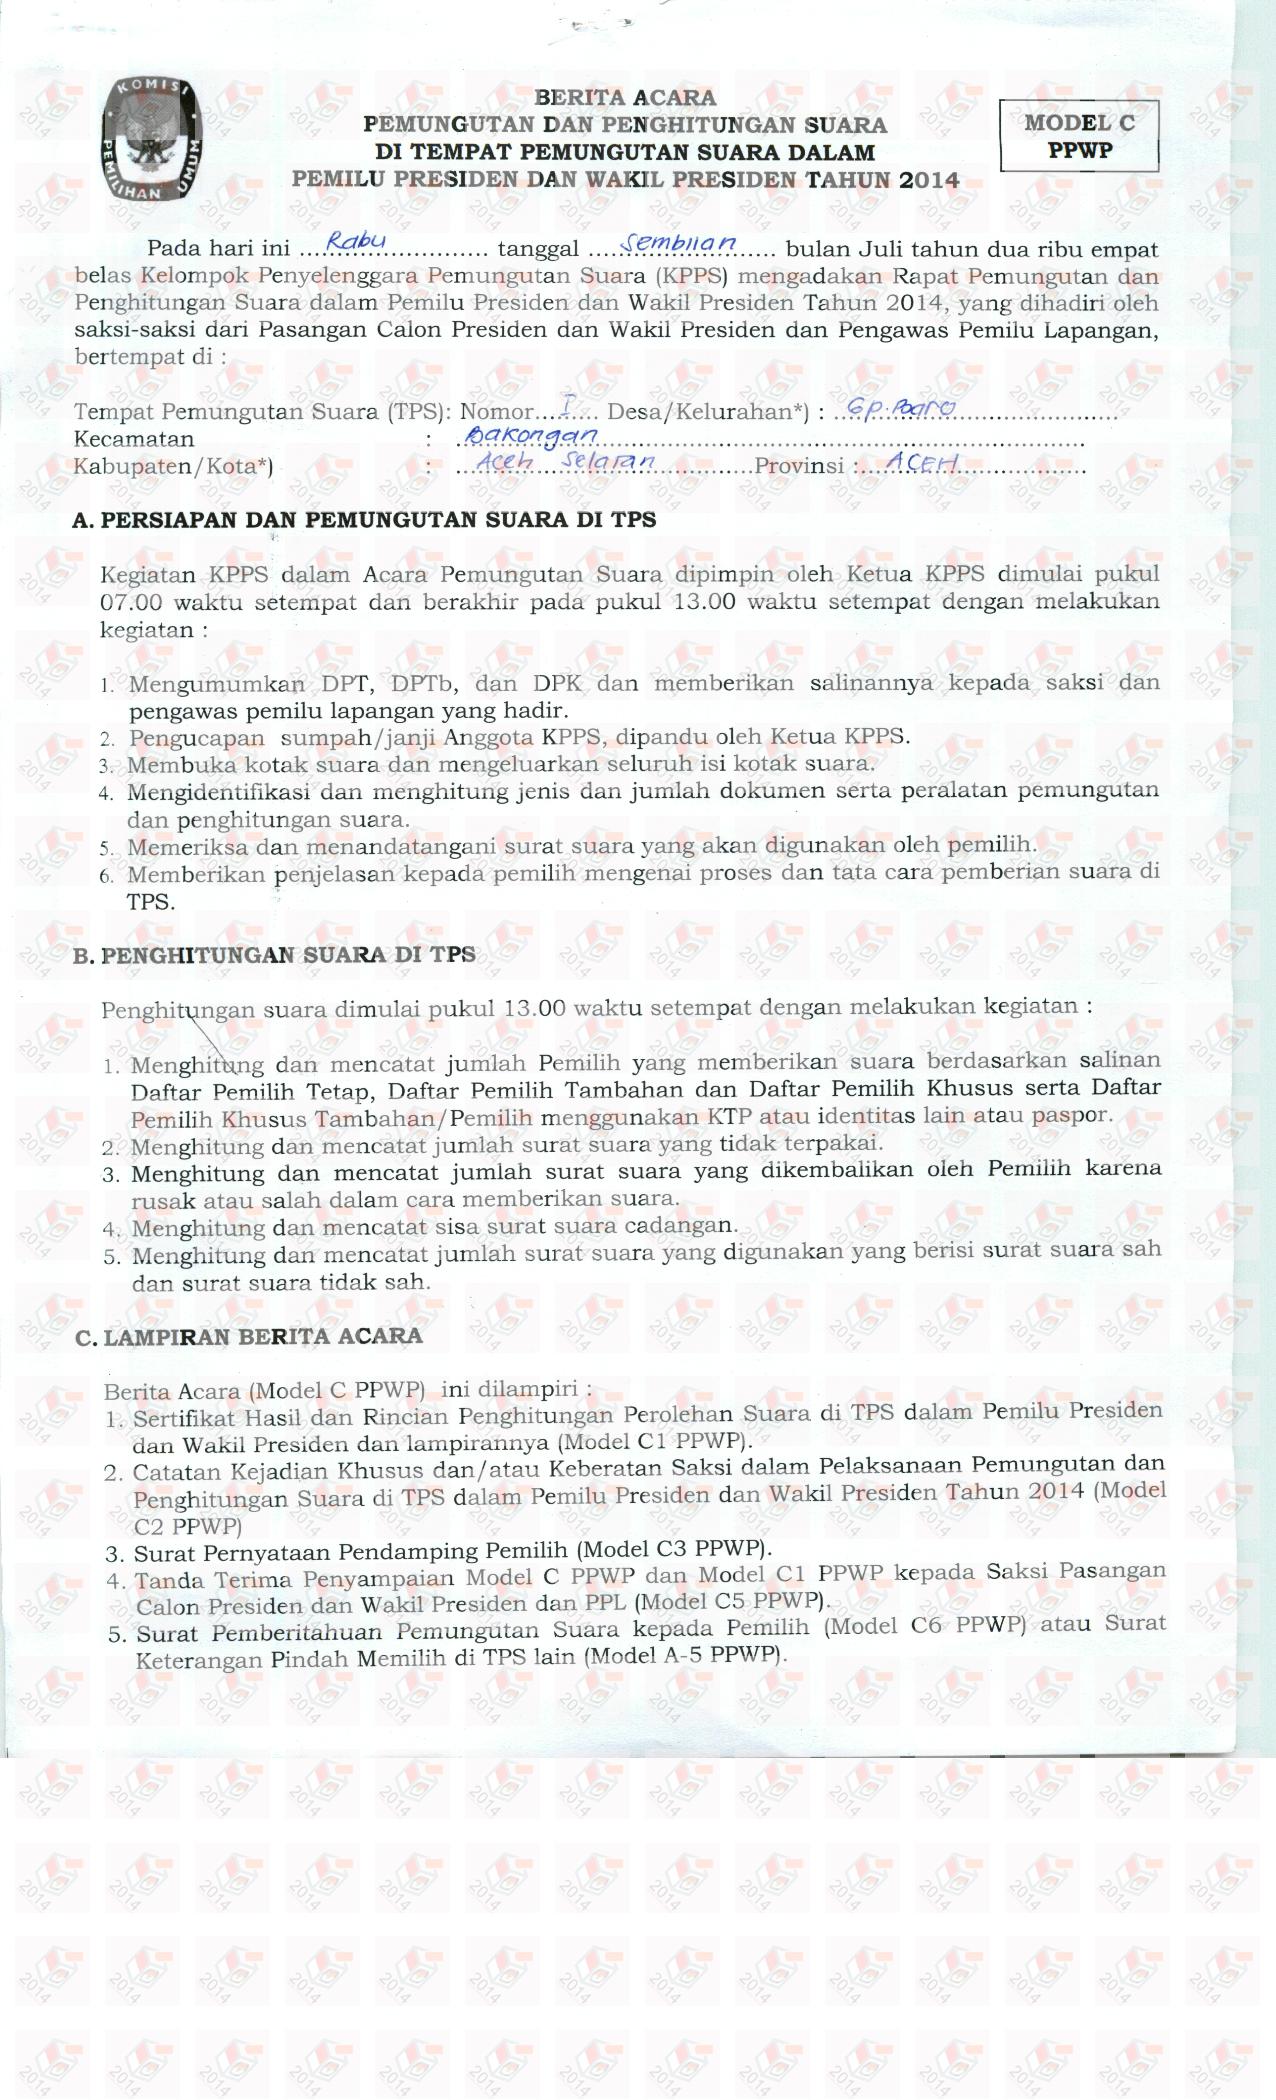 KOMISI
PEMILIHAN UMUM
BERITA ACARA
PEMUNGUTAN DAN PENGHITUNGAN SUARA
DI TEMPAT PEMUNGUTAN SUARA DALAM
PEMILU PRESIDEN DAN WAKIL PRESIDEN TAHUN 2014
MODEL C
PPWP
Pada hari ini ... Rabu ... tanggal ... Sembilan ... bulan Juli tahun dua ribu empat
belas Kelompok Penyelenggara Pemungutan Suara (KPPS) mengadakan Rapat Pemungutan dan
Penghitungan Suara dalam Pemilu Presiden dan Wakil Presiden Tahun 2014, yang dihadiri oleh
saksi-saksi dari Pasangan Calon Presiden dan Wakil Presiden dan Pengawas Pemilu Lapangan,
bertempat di :
Tempat Pemungutan Suara (TPS): Nomor... I .... Desa/Kelurahan*) : ... Gp. Baro ...
Kecamatan : ... Bakongan ...
Kabupaten/Kota*) : ... Aceh Selatan ... Provinsi : ... ACEH ...
A. PERSIAPAN DAN PEMUNGUTAN SUARA DI TPS
Kegiatan KPPS dalam Acara Pemungutan Suara dipimpin oleh Ketua KPPS dimulai pukul
07.00 waktu setempat dan berakhir pada pukul 13.00 waktu setempat dengan melakukan
kegiatan :
1. Mengumumkan DPT, DPTb, dan DPK dan memberikan salinannya kepada saksi dan
pengawas pemilu lapangan yang hadir.
2. Pengucapan sumpah/janji Anggota KPPS, dipandu oleh Ketua KPPS.
3. Membuka kotak suara dan mengeluarkan seluruh isi kotak suara.
4. Mengidentifikasi dan menghitung jenis dan jumlah dokumen serta peralatan pemungutan
dan penghitungan suara.
5. Memeriksa dan menandatangani surat suara yang akan digunakan oleh pemilih.
6. Memberikan penjelasan kepada pemilih mengenai proses dan tata cara pemberian suara di
TPS.
B. PENGHITUNGAN SUARA DI TPS
Penghitungan suara dimulai pukul 13.00 waktu setempat dengan melakukan kegiatan :
1. Menghitung dan mencatat jumlah Pemilih yang memberikan suara berdasarkan salinan
Daftar Pemilih Tetap, Daftar Pemilih Tambahan dan Daftar Pemilih Khusus serta Daftar
Pemilih Khusus Tambahan/Pemilih menggunakan KTP atau identitas lain atau paspor.
2. Menghitung dan mencatat jumlah surat suara yang tidak terpakai.
3. Menghitung dan mencatat jumlah surat suara yang dikembalikan oleh Pemilih karena
rusak atau salah dalam cara memberikan suara.
4. Menghitung dan mencatat sisa surat suara cadangan.
5. Menghitung dan mencatat jumlah surat suara yang digunakan yang berisi surat suara sah
dan surat suara tidak sah.
C. LAMPIRAN BERITA ACARA
Berita Acara (Model C PPWP) ini dilampiri :
1. Sertifikat Hasil dan Rincian Penghitungan Perolehan Suara di TPS dalam Pemilu Presiden
dan Wakil Presiden dan lampirannya (Model C1 PPWP).
2. Catatan Kejadian Khusus dan/atau Keberatan Saksi dalam Pelaksanaan Pemungutan dan
Penghitungan Suara di TPS dalam Pemilu Presiden dan Wakil Presiden Tahun 2014 (Model
C2 PPWP)
3. Surat Pernyataan Pendamping Pemilih (Model C3 PPWP).
4. Tanda Terima Penyampaian Model C PPWP dan Model C1 PPWP kepada Saksi Pasangan
Calon Presiden dan Wakil Presiden dan PPL (Model C5 PPWP).
5. Surat Pemberitahuan Pemungutan Suara kepada Pemilih (Model C6 PPWP) atau Surat
Keterangan Pindah Memilih di TPS lain (Model A-5 PPWP).